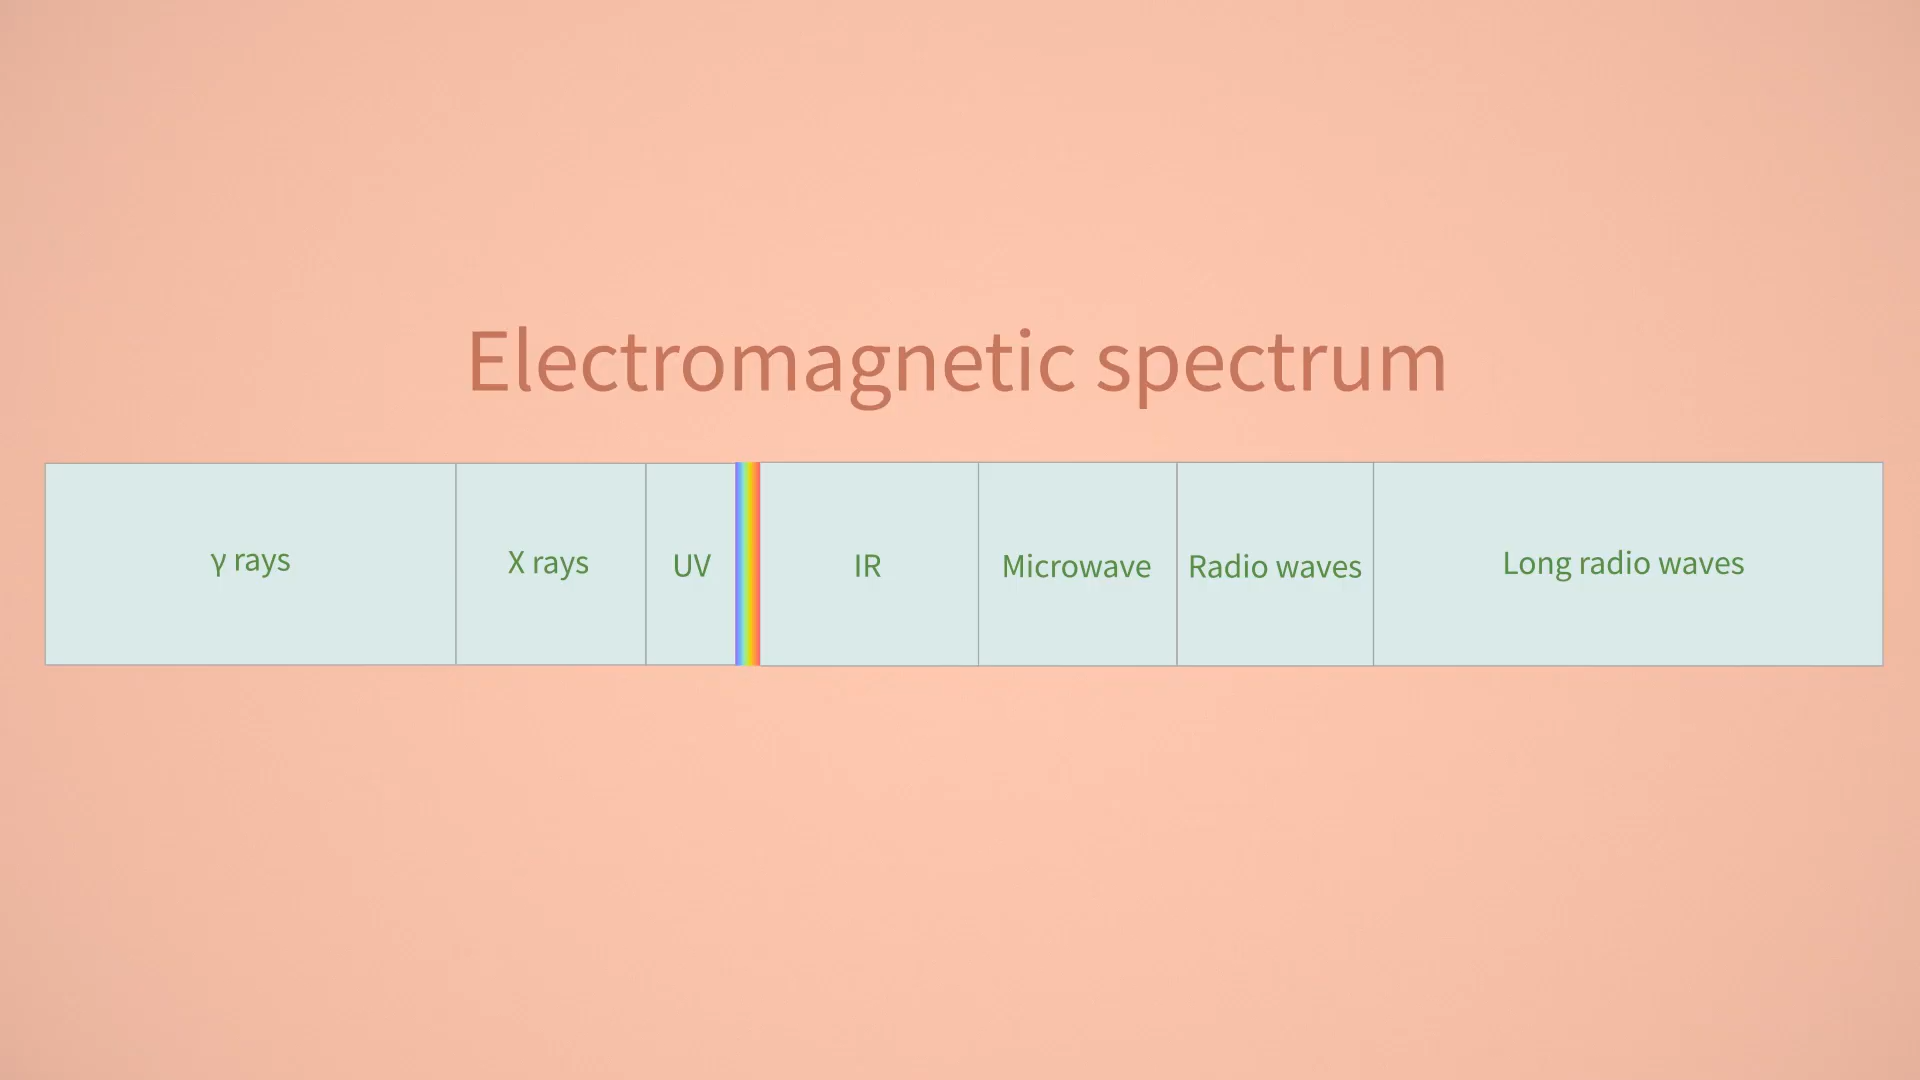 Electromagnetic spectrum
γ rays
X rays
UV
IR
Microwave
Radio waves
Long radio waves